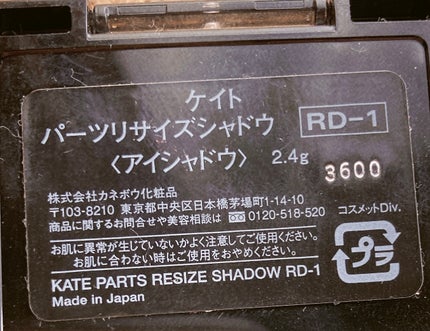 ケイト
パーツリサイズシャドウ RD-1
〈アイシャドウ〉 2.4g
3600
株式会社カネボウ化粧品
〒103-8210 東京都中央区日本橋茅場町1-14-10
商品に関するお問合せや美容相談は 0120-518-520 コスメットDiv.
お肌に異常が生じていないかよく注意してご使用ください。
お肌に合わない時はご使用をおやめください。
プラ
KATE PARTS RESIZE SHADOW RD-1
Made in Japan